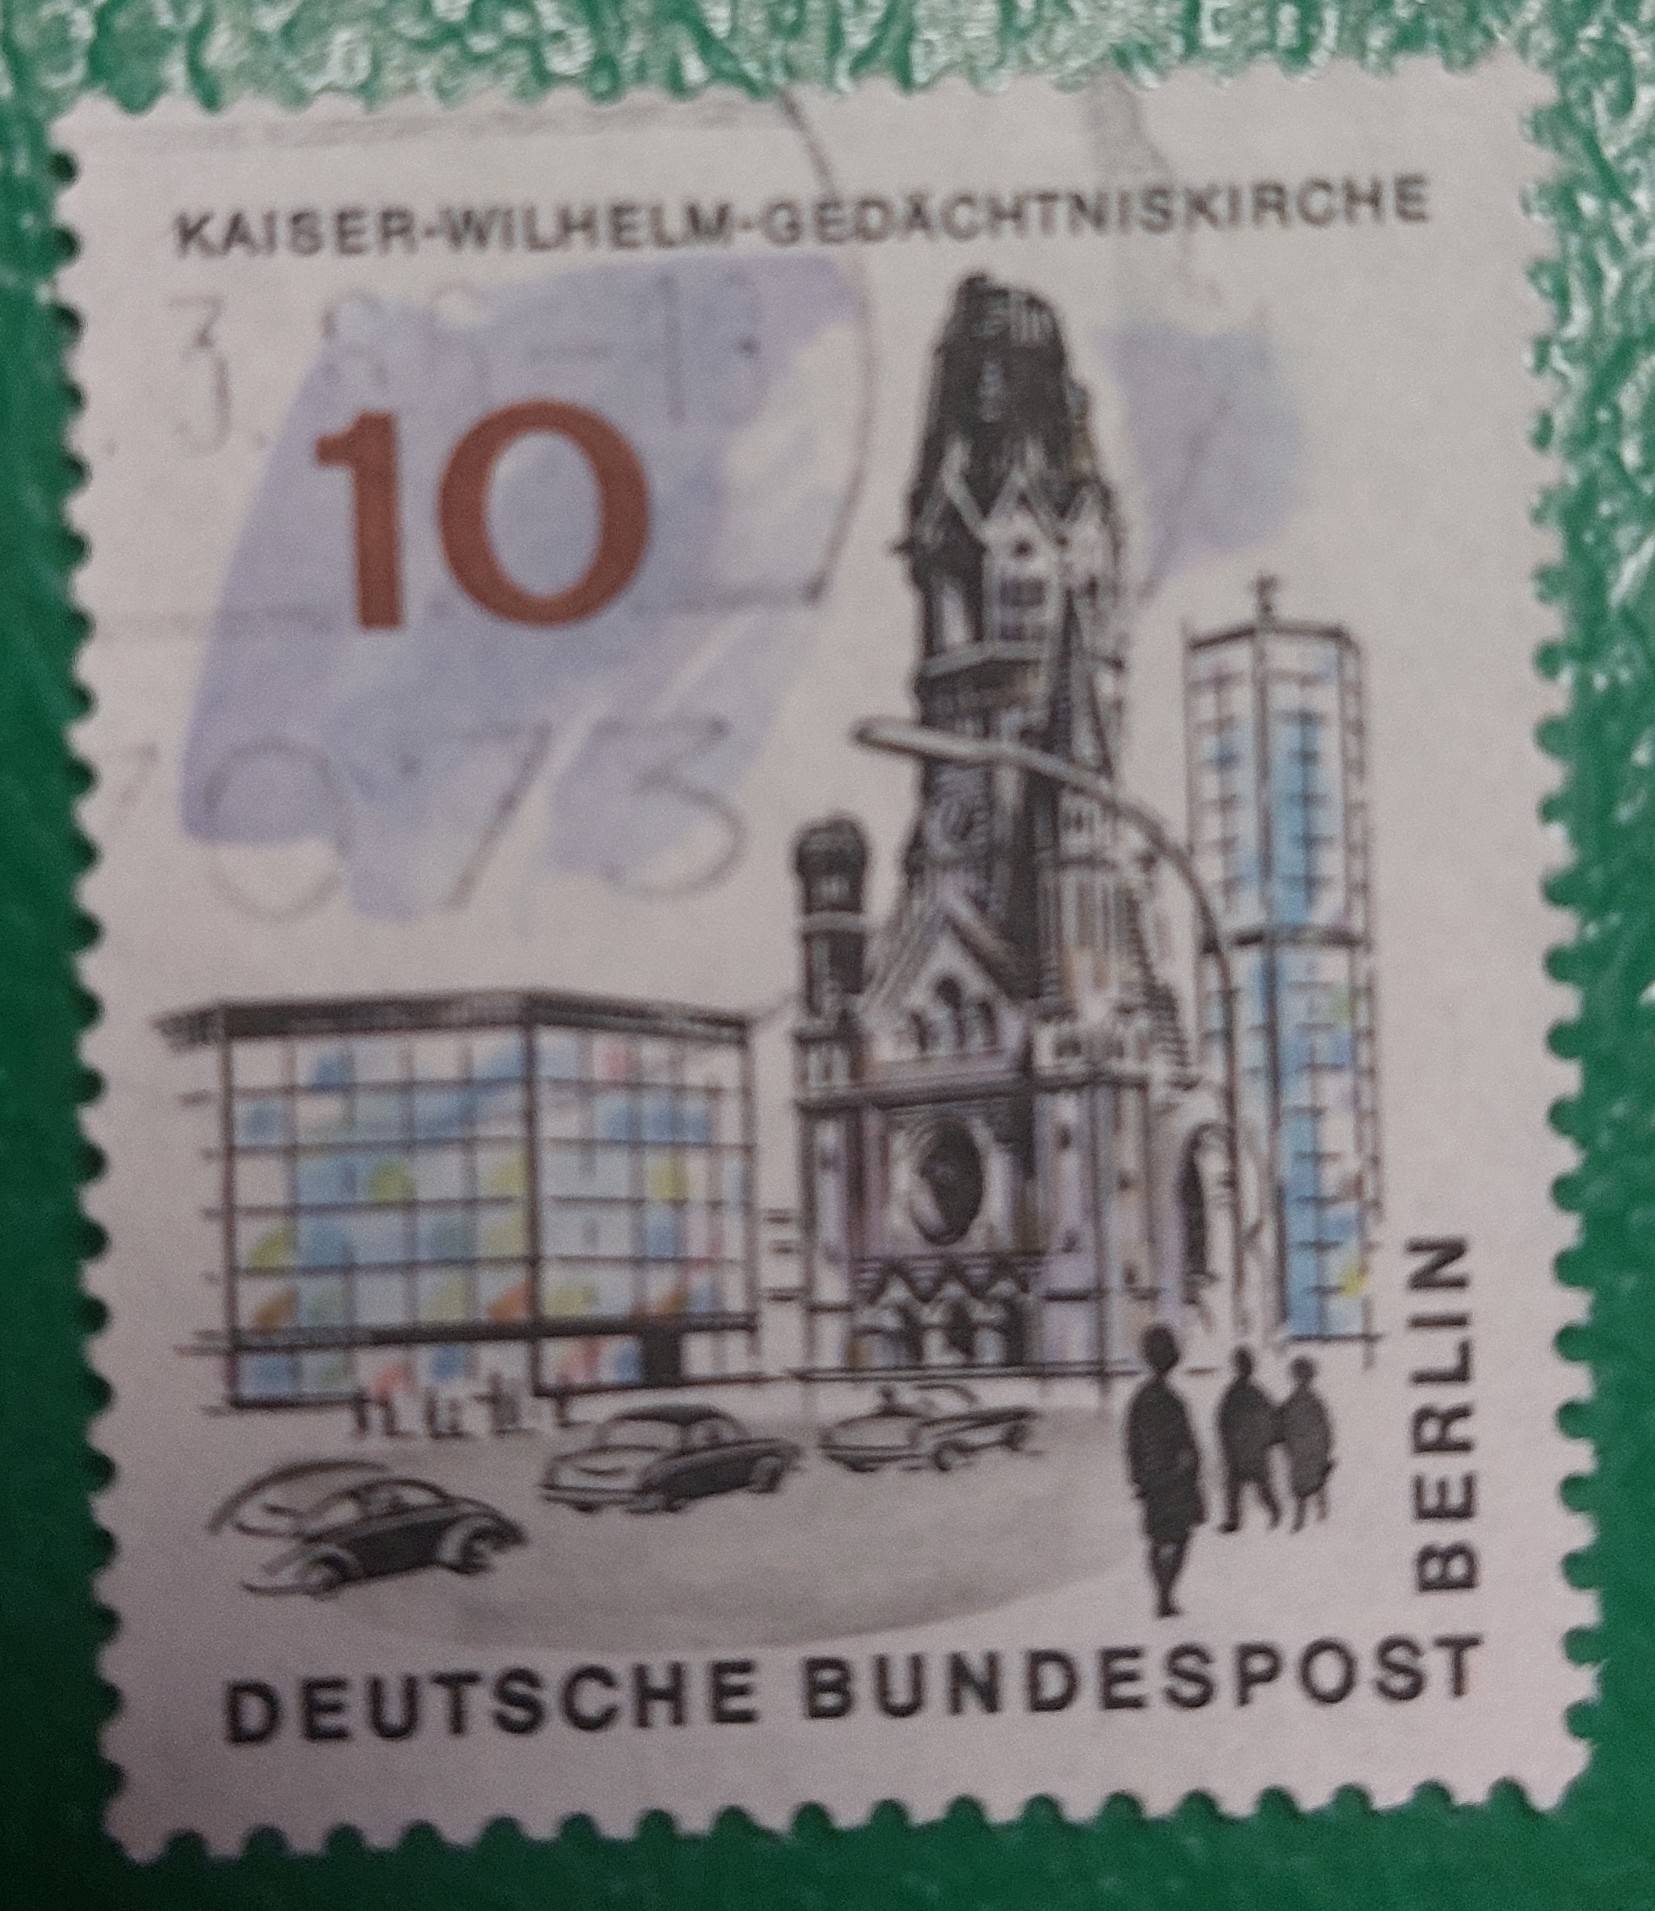 KAISER-WILHELM-GEDÄCHTNISKIRCHE
10
BERLIN
DEUTSCHE BUNDESPOST